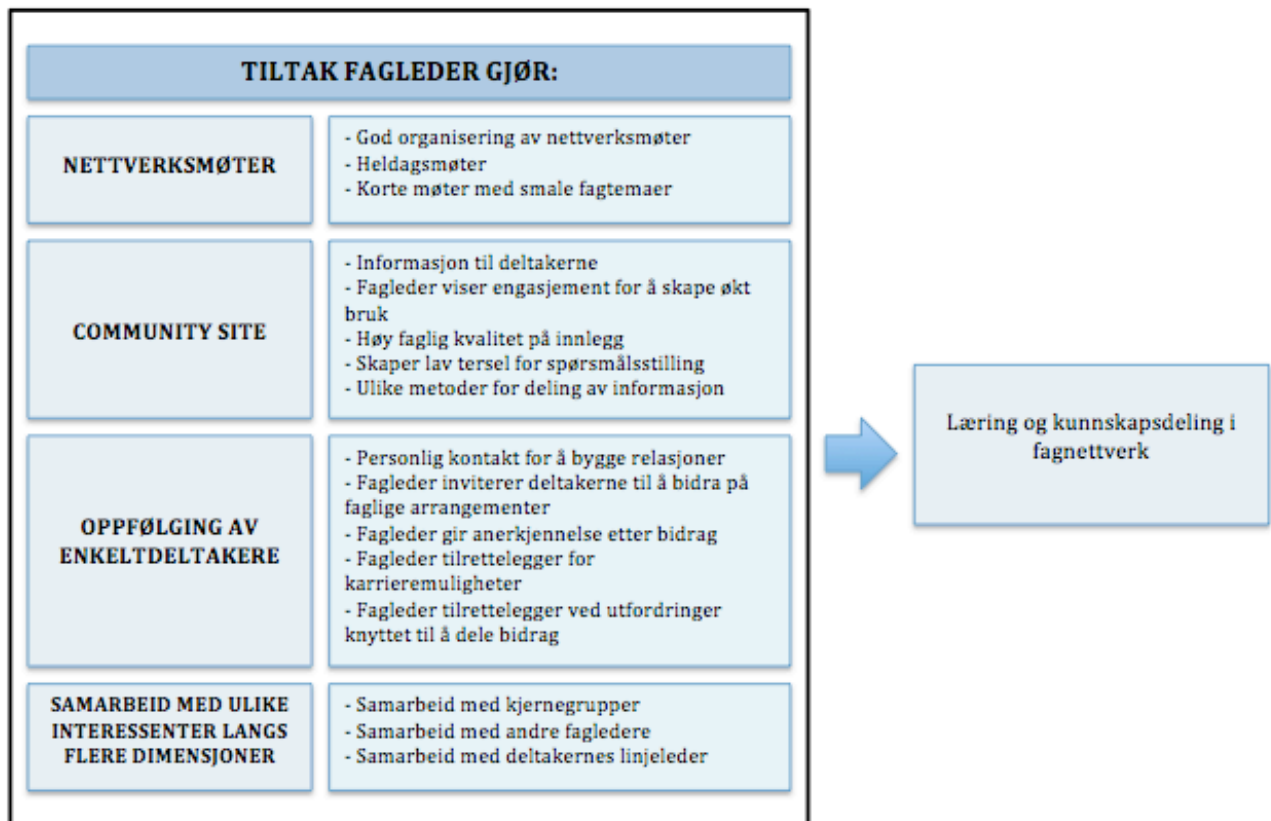 TILTAK FAGLEDER GJØR:
NETTVERKSMØTER
- God organisering av nettverksmøter
- Heldagsmøter
- Korte møter med smale fagtemaer
COMMUNITY SITE
- Informasjon til deltakerne
- Fagleder viser engasjement for å skape økt
bruk
- Høy faglig kvalitet på innlegg
- Skaper lav tersel for spørsmålsstilling
- Ulike metoder for deling av informasjon
OPPFØLGING AV
ENKELTDELTAKERE
- Personlig kontakt for å bygge relasjoner
- Fagleder inviterer deltakerne til å bidra på
faglige arrangementer
- Fagleder gir anerkjennelse etter bidrag
- Fagleder tilrettelegger for
karrieremuligheter
- Fagleder tilrettelegger ved utfordringer
knyttet til å dele bidrag
SAMARBEID MED ULIKE
INTERESSENTER LANGS
FLERE DIMENSJONER
- Samarbeid med kjernegrupper
- Samarbeid med andre fagledere
- Samarbeid med deltakernes linjeleder
Læring og kunnskapsdeling i
fagnettverk